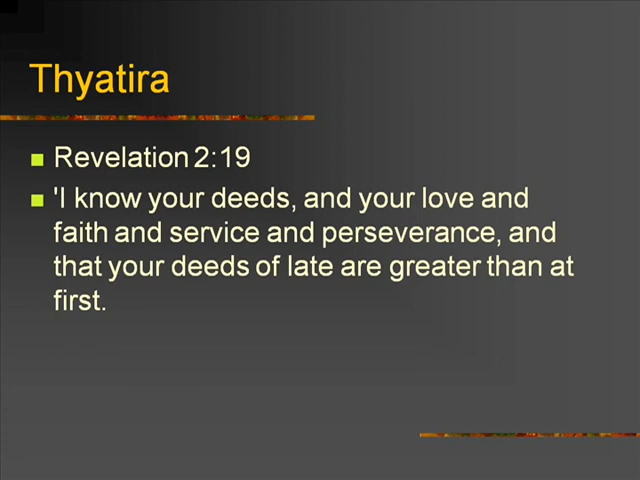 Thyatira
Revelation 2:19
'I know your deeds, and your love and
faith and service and perseverance, and
that your deeds of late are greater than at
first.